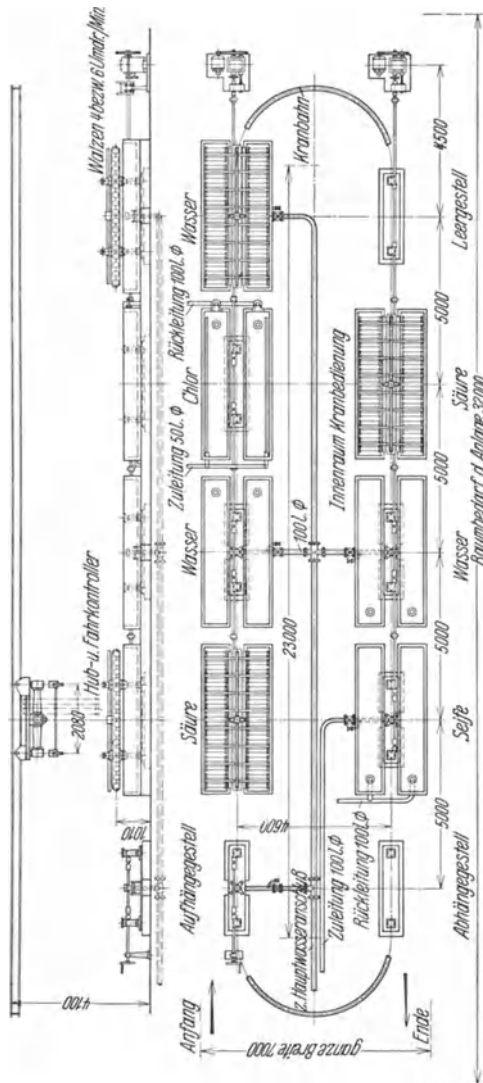 4100
2080
Hub-u. Fahrkontroller
1010
Walzen 4 bezw. 6 Umdr./Min.
Anfang
Aufhängegestell
Säure
Wasser
Zuleitung 50 l. Φ
Chlor
Rückleitung 100 l. Φ
Wasser
Kranbahn
ganze Breite 7000
4600
23000
100 l. Φ
Innenraum Kranbedienung
z. Hauptwasseranschluß
Zuleitung 100 l. Φ
Rückleitung 100 l. Φ
Ende
5000
5000
5000
5000
4500
Abhängegestell
Seife
Wasser
Säure
Leergestell
Raumbedarf d. Anlage 32000